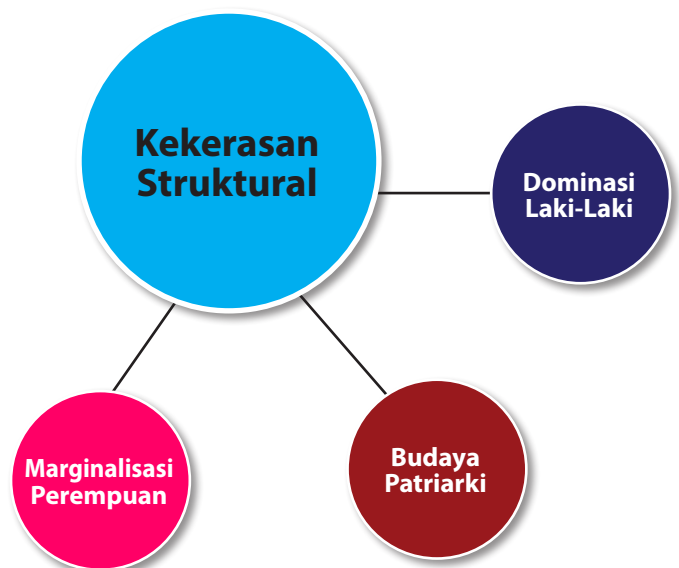 Kekerasan
Struktural
Dominasi
Laki-Laki
Marginalisasi
Perempuan
Budaya
Patriarki